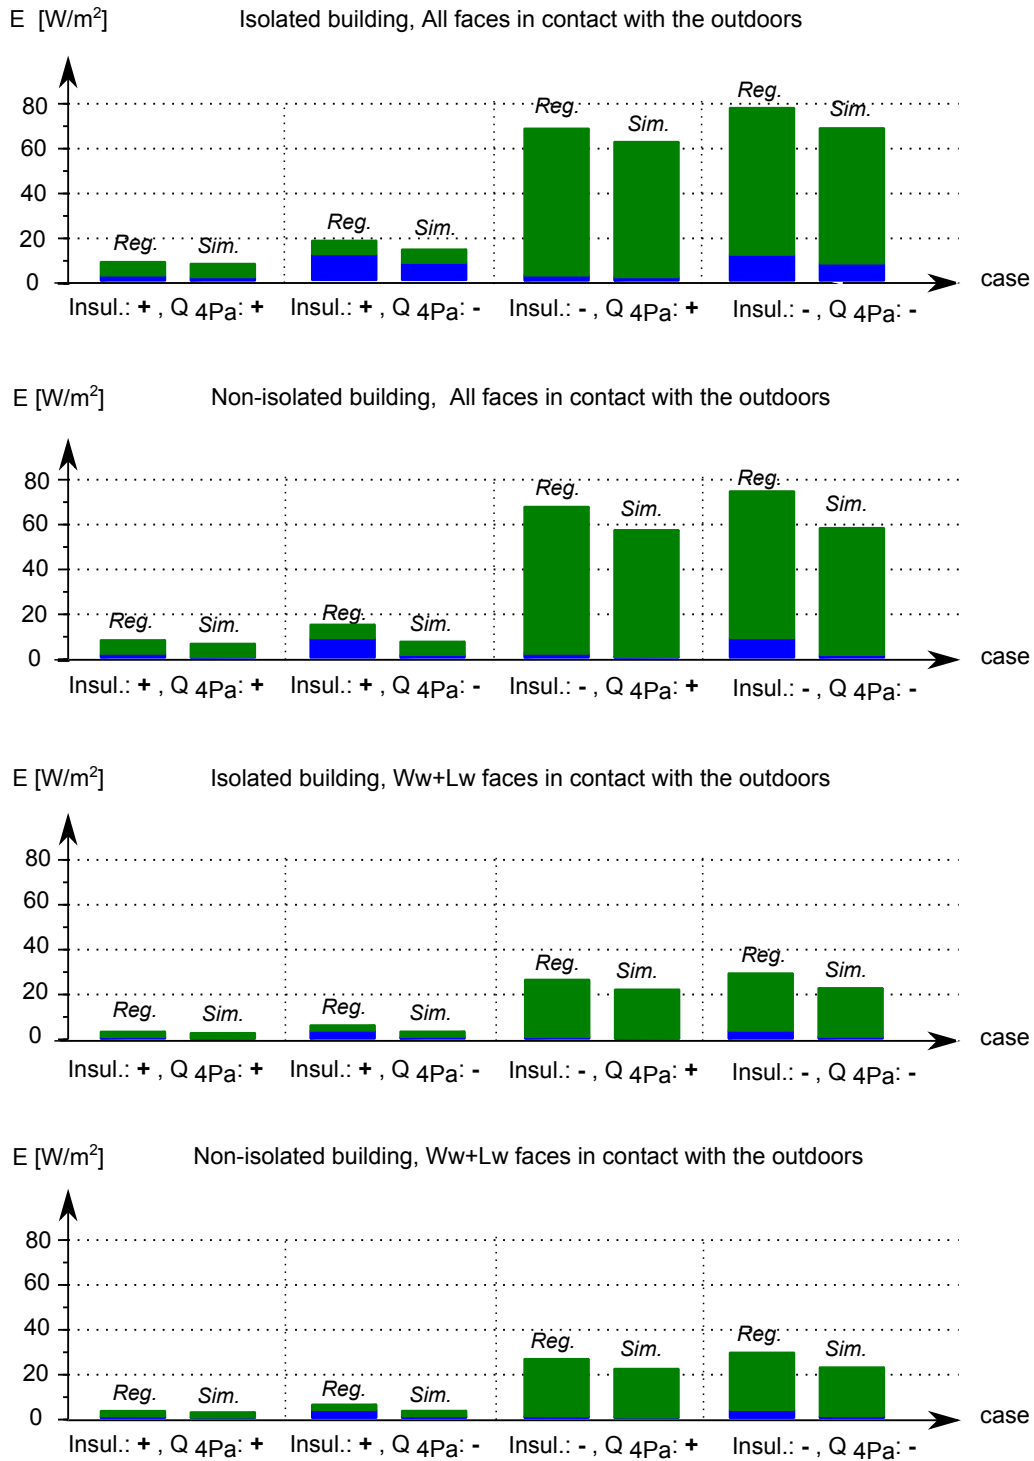 E [W/m²] Isolated building, All faces in contact with the outdoors
80
Reg. Sim. Reg. Sim.
60
40
20
Reg. Sim. Reg. Sim.
0
case
Insul.: + , Q 4Pa: + Insul.: + , Q 4Pa: - Insul.: - , Q 4Pa: + Insul.: - , Q 4Pa: -
E [W/m²] Non-isolated building, All faces in contact with the outdoors
80
Reg. Sim. Reg. Sim.
60
40
20
Reg. Sim. Reg. Sim.
0
case
Insul.: + , Q 4Pa: + Insul.: + , Q 4Pa: - Insul.: - , Q 4Pa: + Insul.: - , Q 4Pa: -
E [W/m²] Isolated building, Ww+Lw faces in contact with the outdoors
80
60
40
Reg. Sim. Reg. Sim.
20
Reg. Sim. Reg. Sim.
0
case
Insul.: + , Q 4Pa: + Insul.: + , Q 4Pa: - Insul.: - , Q 4Pa: + Insul.: - , Q 4Pa: -
E [W/m²] Non-isolated building, Ww+Lw faces in contact with the outdoors
80
60
40
Reg. Sim. Reg. Sim.
20
Reg. Sim. Reg. Sim.
0
case
Insul.: + , Q 4Pa: + Insul.: + , Q 4Pa: - Insul.: - , Q 4Pa: + Insul.: - , Q 4Pa: -